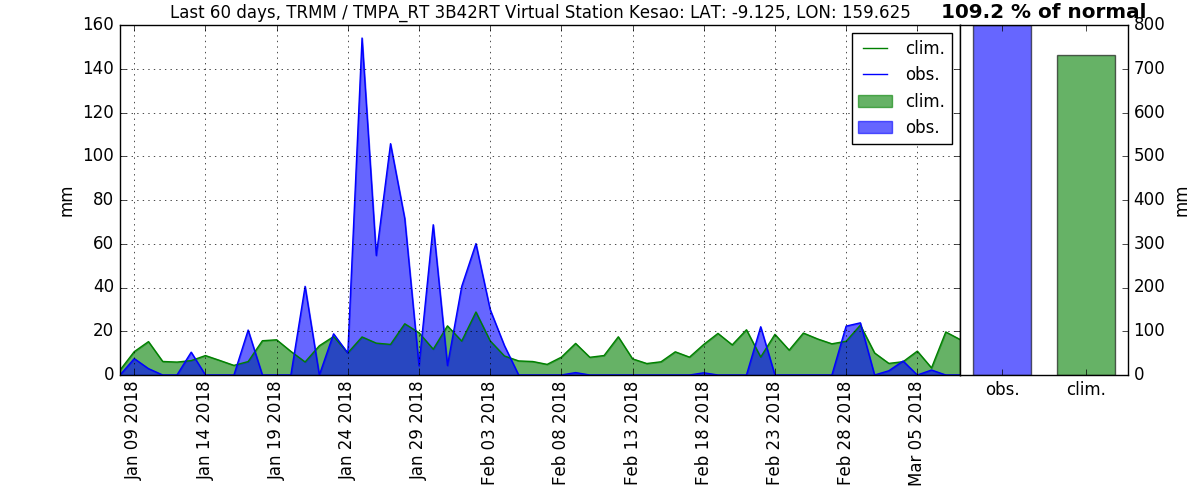 Last 60 days, TRMM / TMPA_RT 3B42RT Virtual Station Kesao: LAT: -9.125, LON: 159.625
109.2 % of normal
160
140
120
100
80
60
40
20
0
mm
clim.
obs.
clim.
obs.
Jan 09 2018
Jan 14 2018
Jan 19 2018
Jan 24 2018
Jan 29 2018
Feb 03 2018
Feb 08 2018
Feb 13 2018
Feb 18 2018
Feb 23 2018
Feb 28 2018
Mar 05 2018
800
700
600
500
400
300
200
100
0
mm
obs.
clim.